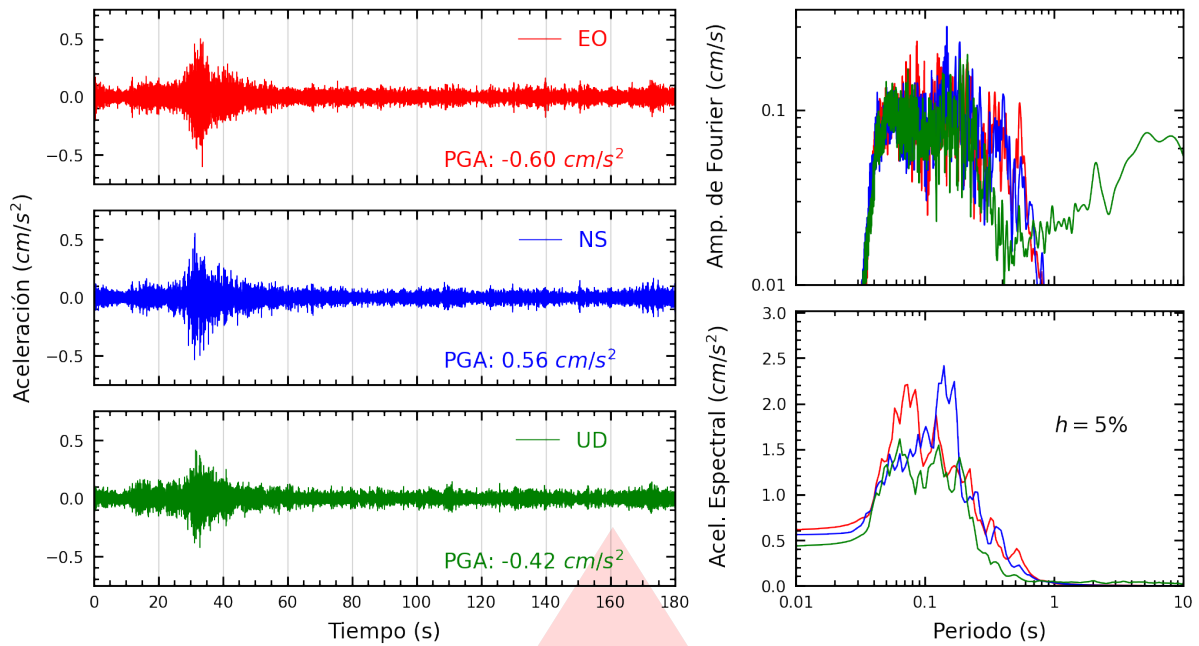 0.5
0.0
−0.5
EO
PGA: -0.60 cm/s²
0.5
0.0
−0.5
NS
PGA: 0.56 cm/s²
0.5
0.0
−0.5
UD
PGA: -0.42 cm/s²
0 20 40 60 80 100 120 140 160 180
Tiempo (s)
Aceleración (cm/s²)
0.1
0.01
Amp. de Fourier (cm/s)
3.0
2.5
2.0
1.5
1.0
0.5
0.0
Acel. Espectral (cm/s²)
h = 5%
0.01 0.1 1 10
Periodo (s)